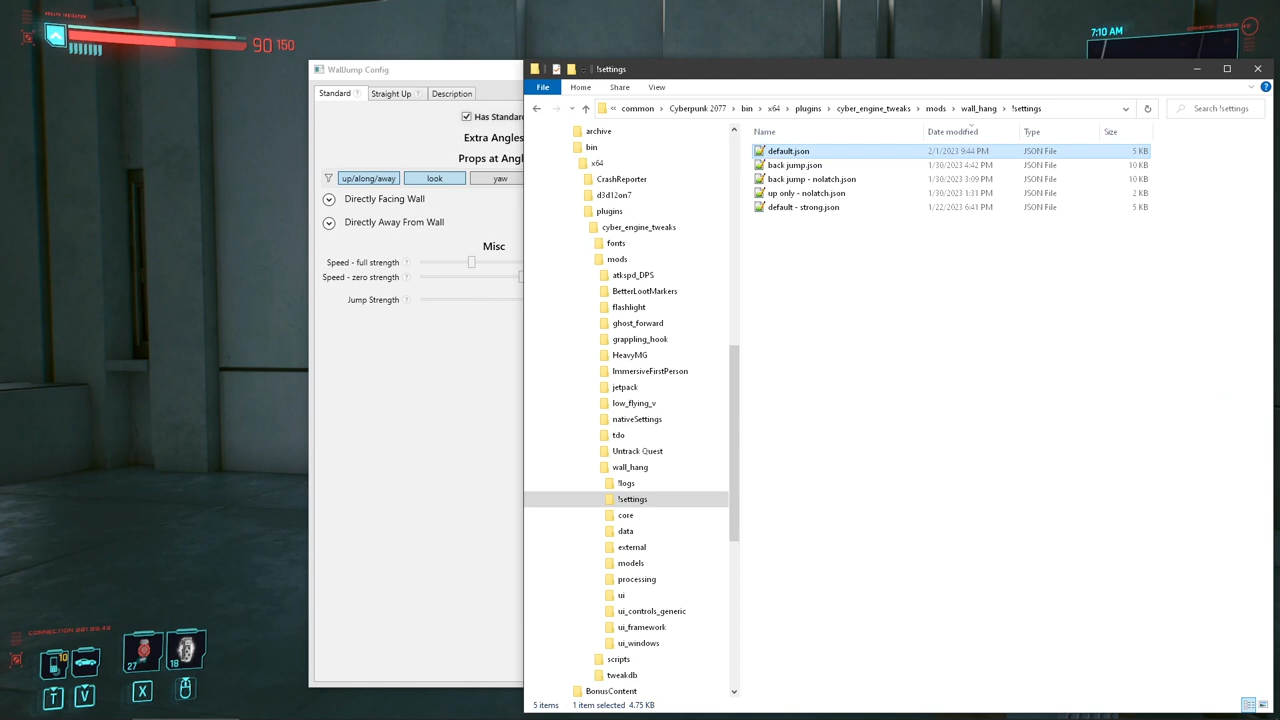 HEALTH INDICATOR
90 150
7:10 AM
WallJump Config
Standard ? Straight Up ? Description
Has Standard
Extra Angles
Props at Angl
up/along/away look yaw
Directly Facing Wall
Directly Away From Wall
Misc
Speed - full strength ?
Speed - zero strength ?
Jump Strength ?
!settings
File Home Share View
« common › Cyberpunk 2077 › bin › x64 › plugins › cyber_engine_tweaks › mods › wall_hang › !settings
Search !settings
archive
bin
x64
CrashReporter
d3d12on7
plugins
cyber_engine_tweaks
fonts
mods
atkspd_DPS
BetterLootMarkers
flashlight
ghost_forward
grappling_hook
HeavyMG
ImmersiveFirstPerson
jetpack
low_flying_v
nativeSettings
tdo
Untrack Quest
wall_hang
!logs
!settings
core
data
external
models
processing
ui
ui_controls_generic
ui_framework
ui_windows
scripts
tweakdb
BonusContent
Name Date modified Type Size
default.json 2/1/2023 9:44 PM JSON File 5 KB
back jump.json 1/30/2023 4:42 PM JSON File 10 KB
back jump - nolatch.json 1/30/2023 3:09 PM JSON File 10 KB
up only - nolatch.json 1/30/2023 1:31 PM JSON File 2 KB
default - strong.json 1/22/2023 6:41 PM JSON File 5 KB
5 items 1 item selected 4.75 KB
10
27
18
T V X